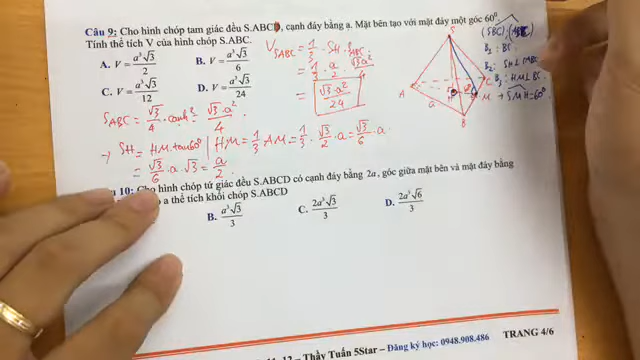 Câu 9: Cho hình chóp tam giác đều S.ABCD, cạnh đáy bằng a. Mặt bên tạo với mặt đáy một góc 60°.
Tính thể tích V của hình chóp S.ABC.
A. V = a³√3/2 B. V = a³√3/6
C. V = a³√3/12 D. V = a³√3/24
V_SABC = 1/3 · SH · S_ABC
= 1/3 · a/2 · √3a²/4
= √3·a³/24
S_ABC = √3/4 · cạnh² = √3·a²/4
→ SH = HM.tan60° | HM = 1/3 AM = 1/3 · √3/2 · a = √3/6 a
= √3/6 · a · √3 = a/2
S
A
B
C
H
M
a
(SBC);(ABC)
B1: BC
B2: SH ⊥ (ABC)
B3: HM ⊥ BC
→ SMH = 60°
10: Cho hình chóp tứ giác đều S.ABCD có cạnh đáy bằng 2a, góc giữa mặt bên và mặt đáy bằng
a thể tích khối chóp S.ABCD
B. a³√3/3 C. 2a³√3/3 D. 2a³√6/3
12 – Thầy Tuấn 5Star – Đăng ký học: 0948.908.486 TRANG 4/6